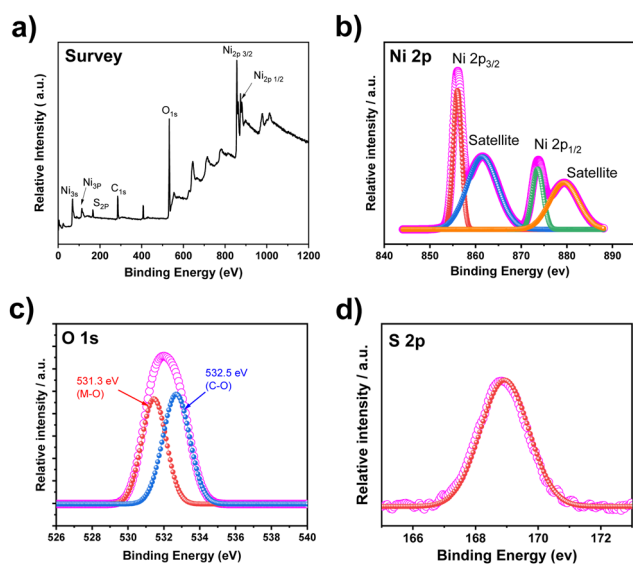 a)
Survey
Ni2p 3/2
Ni2p 1/2
O1s
Ni3s
Ni3P
S2P
C1s
Relative Intensity ( a.u.)
0 200 400 600 800 1000 1200
Binding Energy (eV)
b)
Ni 2p
Ni 2p3/2
Satellite
Ni 2p1/2
Satellite
Relative intensity / a.u.
840 850 860 870 880 890
Binding Energy (ev)
c)
O 1s
531.3 eV
(M-O)
532.5 eV
(C-O)
Relative intensity / a.u.
526 528 530 532 534 536 538 540
Binding Energy (eV)
d)
S 2p
Relative intensity / a.u.
166 168 170 172
Binding Energy (ev)